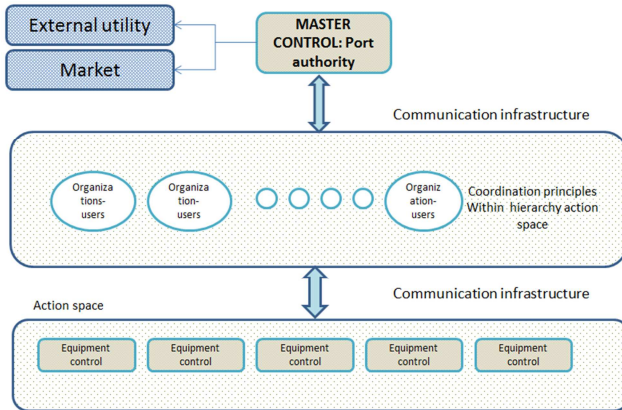 External utility
Market
MASTER
CONTROL: Port
authority
Communication infrastructure
Organiza
tions-
users
Organiza
tion-
users
Organiz
ation-
users
Coordination principles
Within hierarchy action
space
Communication infrastructure
Action space
Equipment
control
Equipment
control
Equipment
control
Equipment
control
Equipment
control